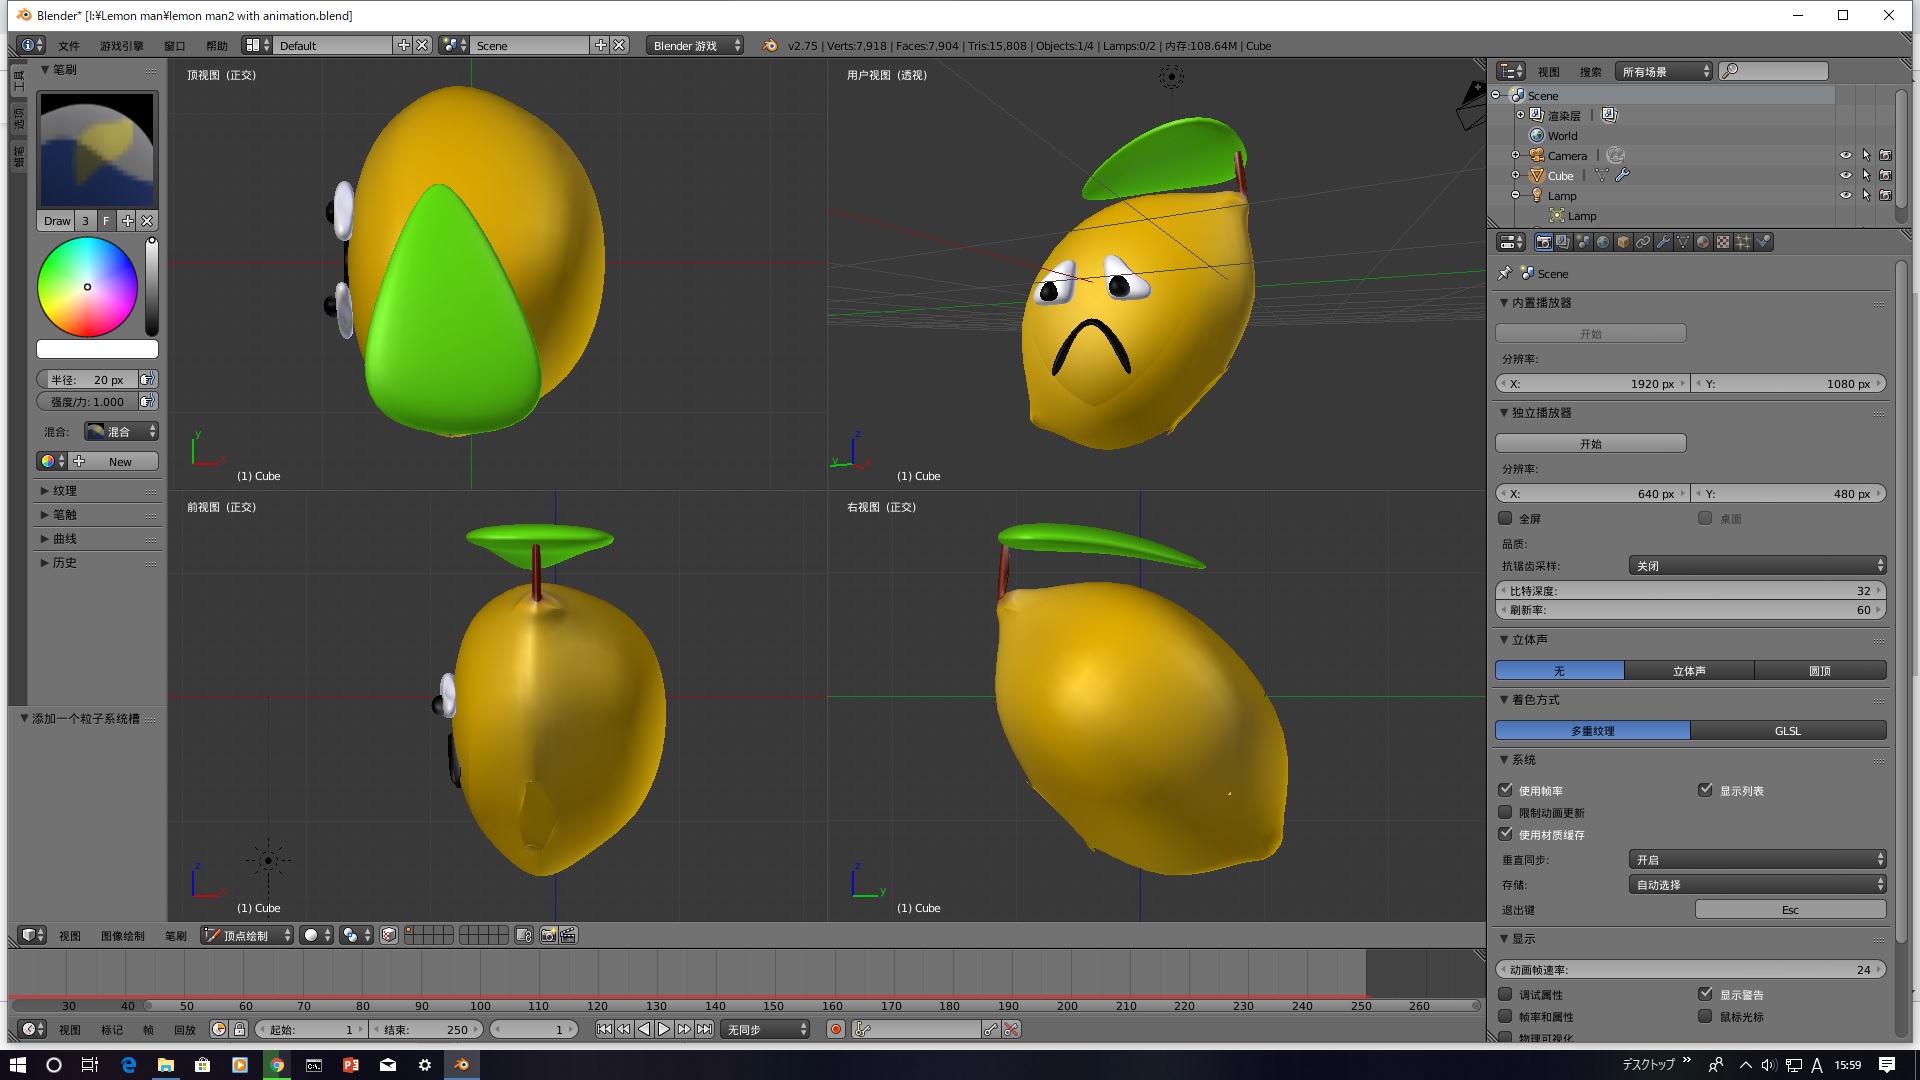 Blender* [I:¥Lemon man¥lemon man2 with animation.blend]
文件 游戏引擎 窗口 帮助 Default Scene Blender 游戏 v2.75 | Verts:7,918 | Faces:7,904 | Tris:15,808 | Objects:1/4 | Lamps:0/2 | 内存:108.64M | Cube
工具
选项
蜡笔
笔刷
Draw 3 F
半径: 20 px
强度/力: 1.000
混合: 混合
New
纹理
笔触
曲线
历史
添加一个粒子系统槽
顶视图 (正交)
y
x
(1) Cube
用户视图 (透视)
z
y x
(1) Cube
前视图 (正交)
z
x
(1) Cube
右视图 (正交)
z
y
(1) Cube
视图 搜索 所有场景
Scene
渲染层 |
World
Camera |
Cube |
Lamp
Lamp
Scene
内置播放器
开始
分辨率:
X: 1920 px Y: 1080 px
独立播放器
开始
分辨率:
X: 640 px Y: 480 px
全屏 桌面
品质:
抗锯齿采样: 关闭
比特深度: 32
刷新率: 60
立体声
无 立体声 圆顶
着色方式
多重纹理 GLSL
系统
使用帧率 显示列表
限制动画更新
使用材质缓存
垂直同步: 开启
存储: 自动选择
退出键 Esc
显示
动画帧速率: 24
调试属性 显示警告
帧率和属性 鼠标光标
物理可视化
视图 图像绘制 笔刷 顶点绘制
30 40 50 60 70 80 90 100 110 120 130 140 150 160 170 180 190 200 210 220 230 240 250 260
视图 标记 帧 回放 起始: 1 结束: 250 1 无同步
デスクトップ » A 15:59